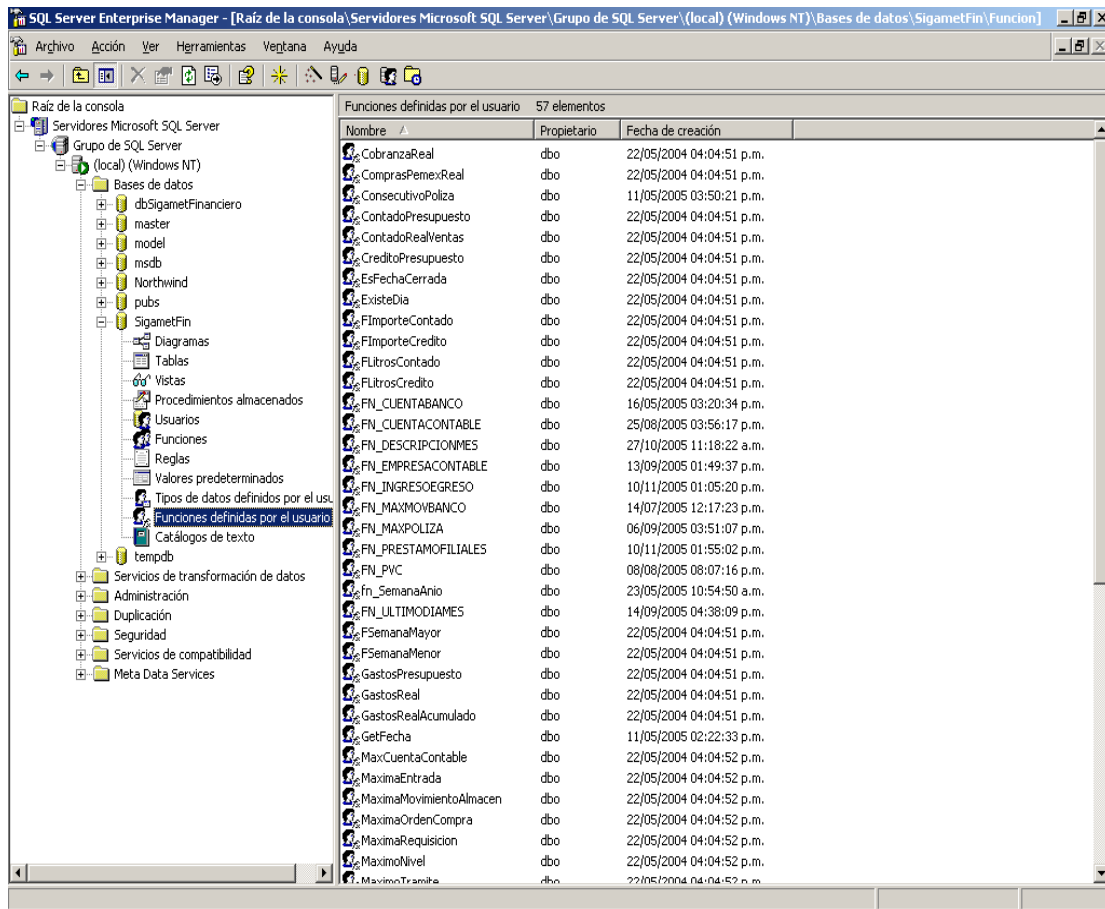 SQL Server Enterprise Manager - [Raíz de la consola\Servidores Microsoft SQL Server\Grupo de SQL Server\(local) (Windows NT)\Bases de datos\SigametFin\Funcion]
Archivo Acción Ver Herramientas Ventana Ayuda
Raíz de la consola
Servidores Microsoft SQL Server
Grupo de SQL Server
(local) (Windows NT)
Bases de datos
dbSigametFinanciero
master
model
msdb
Northwind
pubs
SigametFin
Diagramas
Tablas
Vistas
Procedimientos almacenados
Usuarios
Funciones
Reglas
Valores predeterminados
Tipos de datos definidos por el usu
Funciones definidas por el usuario
Catálogos de texto
tempdb
Servicios de transformación de datos
Administración
Duplicación
Seguridad
Servicios de compatibilidad
Meta Data Services
Funciones definidas por el usuario 57 elementos
Nombre Propietario Fecha de creación
CobranzaReal dbo 22/05/2004 04:04:51 p.m.
ComprasPemexReal dbo 22/05/2004 04:04:51 p.m.
ConsecutivoPoliza dbo 11/05/2005 03:50:21 p.m.
ContadoPresupuesto dbo 22/05/2004 04:04:51 p.m.
ContadoRealVentas dbo 22/05/2004 04:04:51 p.m.
CreditoPresupuesto dbo 22/05/2004 04:04:51 p.m.
EsFechaCerrada dbo 22/05/2004 04:04:51 p.m.
ExisteDia dbo 22/05/2004 04:04:51 p.m.
FImporteContado dbo 22/05/2004 04:04:51 p.m.
FImporteCredito dbo 22/05/2004 04:04:51 p.m.
FLitrosContado dbo 22/05/2004 04:04:51 p.m.
FLitrosCredito dbo 22/05/2004 04:04:51 p.m.
FN_CUENTABANCO dbo 16/05/2005 03:20:34 p.m.
FN_CUENTACONTABLE dbo 25/08/2005 03:56:17 p.m.
FN_DESCRIPCIONMES dbo 27/10/2005 11:18:22 a.m.
FN_EMPRESACONTABLE dbo 13/09/2005 01:49:37 p.m.
FN_INGRESOEGRESO dbo 10/11/2005 01:05:20 p.m.
FN_MAXMOVBANCO dbo 14/07/2005 12:17:23 p.m.
FN_MAXPOLIZA dbo 06/09/2005 03:51:07 p.m.
FN_PRESTAMOFILIALES dbo 10/11/2005 01:55:02 p.m.
FN_PVC dbo 08/08/2005 08:07:16 p.m.
fn_SemanaAnio dbo 23/05/2005 10:54:50 a.m.
FN_ULTIMODIAMES dbo 14/09/2005 04:38:09 p.m.
FSemanaMayor dbo 22/05/2004 04:04:51 p.m.
FSemanaMenor dbo 22/05/2004 04:04:51 p.m.
GastosPresupuesto dbo 22/05/2004 04:04:51 p.m.
GastosReal dbo 22/05/2004 04:04:51 p.m.
GastosRealAcumulado dbo 22/05/2004 04:04:51 p.m.
GetFecha dbo 11/05/2005 02:22:33 p.m.
MaxCuentaContable dbo 22/05/2004 04:04:52 p.m.
MaximaEntrada dbo 22/05/2004 04:04:52 p.m.
MaximaMovimientoAlmacen dbo 22/05/2004 04:04:52 p.m.
MaximaOrdenCompra dbo 22/05/2004 04:04:52 p.m.
MaximaRequisicion dbo 22/05/2004 04:04:52 p.m.
MaximoNivel dbo 22/05/2004 04:04:52 p.m.
MaximoTramite dbo 22/05/2004 04:04:52 p.m.